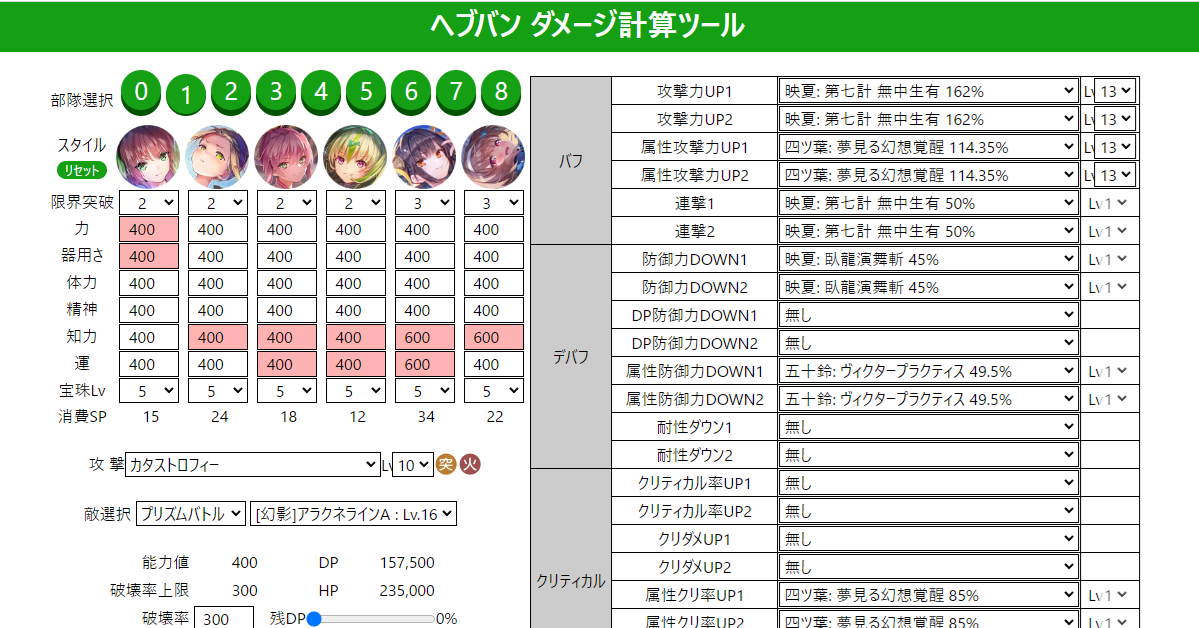 ヘブバン ダメージ計算ツール
部隊選択 0 1 2 3 4 5 6 7 8
スタイル
リセット
限界突破 2 2 2 2 3 3
力 400 400 400 400 400 400
器用さ 400 400 400 400 400 400
体力 400 400 400 400 400 400
精神 400 400 400 400 400 400
知力 400 400 400 400 600 600
運 400 400 400 400 600 400
宝珠Lv 5 5 5 5 5 5
消費SP 15 24 18 12 34 22
攻撃 カタストロフィー Lv 10 突 火
敵選択 プリズムバトル [幻影]アラクネラインA : Lv.16
能力値 400 DP 157,500
破壊率上限 300 HP 235,000
破壊率 300 残DP 0%
バフ
攻撃力UP1 映夏: 第七計 無中生有 162% Lv 13
攻撃力UP2 映夏: 第七計 無中生有 162% Lv 13
属性攻撃力UP1 四ツ葉: 夢見る幻想覚醒 114.35% Lv 13
属性攻撃力UP2 四ツ葉: 夢見る幻想覚醒 114.35% Lv 13
連撃1 映夏: 第七計 無中生有 50% Lv 1
連撃2 映夏: 第七計 無中生有 50% Lv 1
デバフ
防御力DOWN1 映夏: 臥龍演舞斬 45% Lv 1
防御力DOWN2 映夏: 臥龍演舞斬 45% Lv 1
DP防御力DOWN1 無し
DP防御力DOWN2 無し
属性防御力DOWN1 五十鈴: ヴィクタープラクティス 49.5% Lv 1
属性防御力DOWN2 五十鈴: ヴィクタープラクティス 49.5% Lv 1
耐性ダウン1 無し
耐性ダウン2 無し
クリティカル
クリティカル率UP1 無し
クリティカル率UP2 無し
クリダメUP1 無し
クリダメUP2 無し
属性クリ率UP1 四ツ葉: 夢見る幻想覚醒 85% Lv 1
属性クリ率UP2 四ツ葉: 夢見る幻想覚醒 85% Lv 1